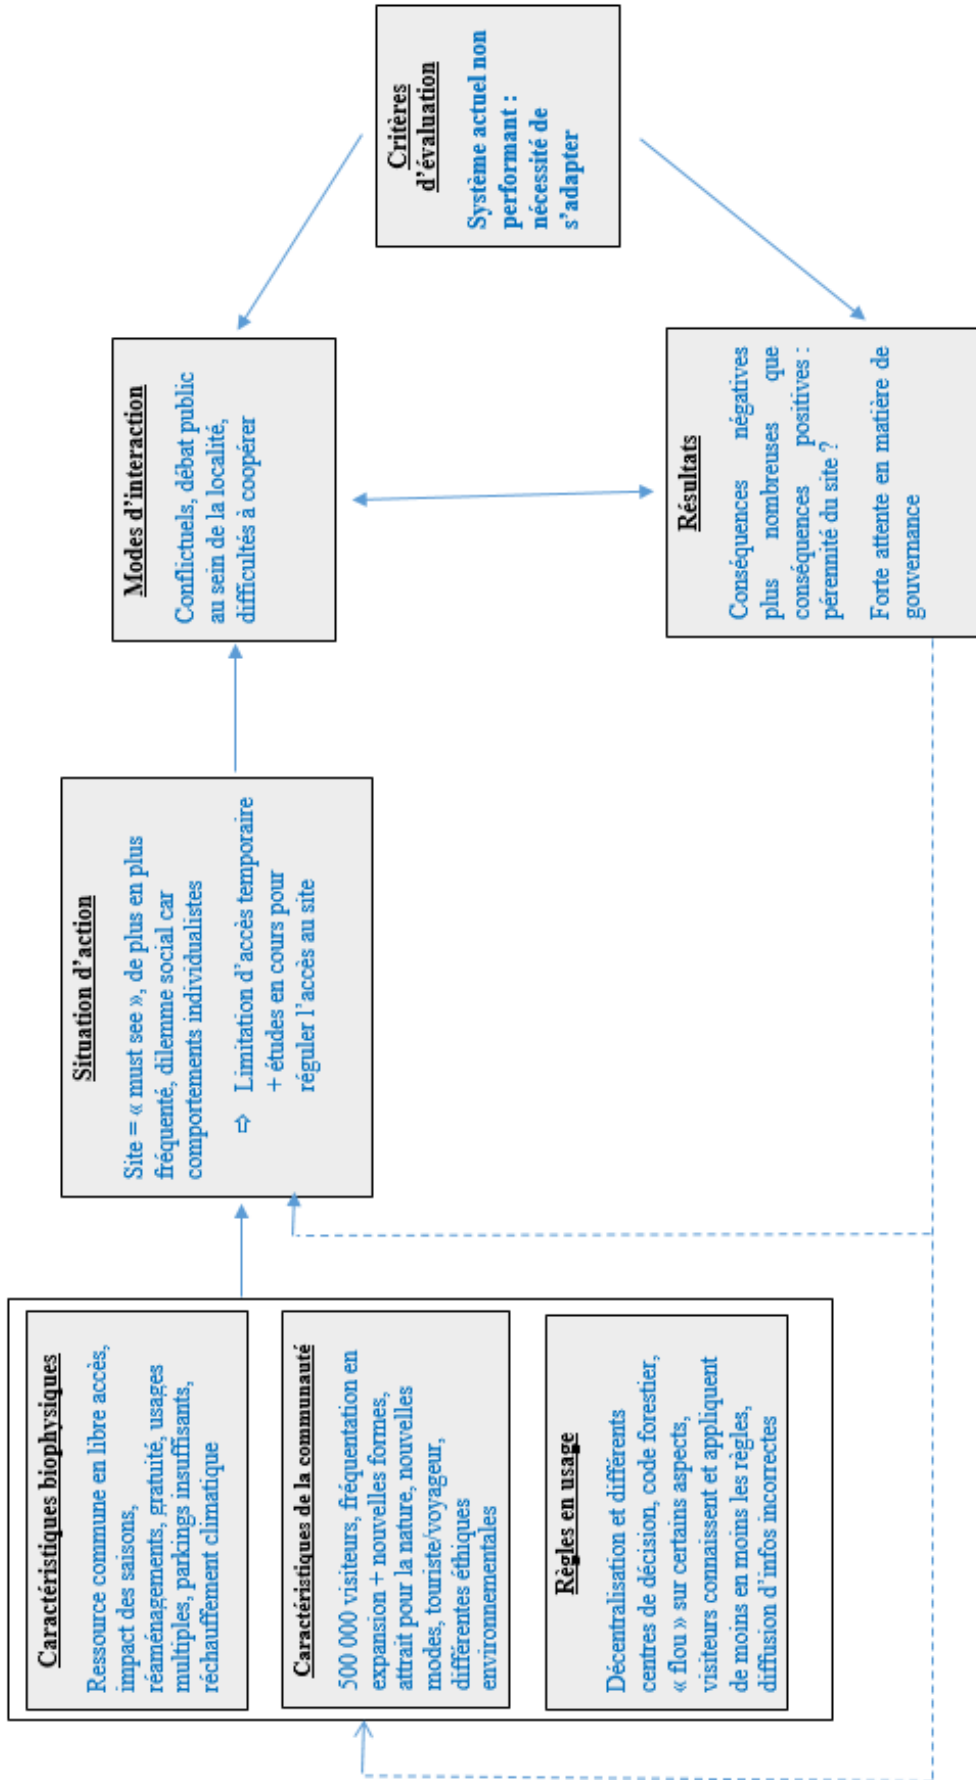 Caractéristiques biophysiques
Ressource commune en libre accès,
impact des saisons,
réaménagements, gratuité, usages
multiples, parkings insuffisants,
réchauffement climatique
Caractéristiques de la communauté
500 000 visiteurs, fréquentation en
expansion + nouvelles formes,
attrait pour la nature, nouvelles
modes, touriste/voyageur,
différentes éthiques
environnementales
Règles en usage
Décentralisation et différents
centres de décision, code forestier,
« flou » sur certains aspects,
visiteurs connaissent et appliquent
de moins en moins les règles,
diffusion d’infos incorrectes
Situation d’action
Site = « must see », de plus en plus
fréquenté, dilemme social car
comportements individualistes
⇨ Limitation d’accès temporaire
+ études en cours pour
réguler l’accès au site
Modes d’interaction
Conflictuels, débat public
au sein de la localité,
difficultés à coopérer
Résultats
Conséquences négatives
plus nombreuses que
conséquences positives :
pérennité du site ?
Forte attente en matière de
gouvernance
Critères
d’évaluation
Système actuel non
performant :
nécessité de
s’adapter